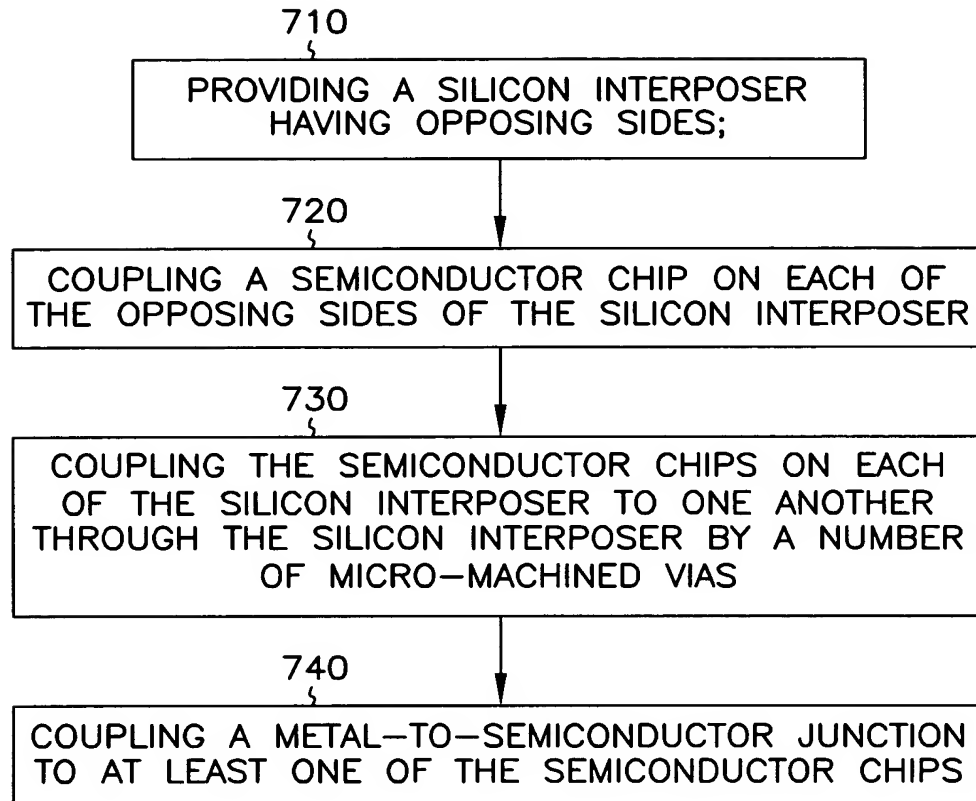 710
PROVIDING A SILICON INTERPOSER
HAVING OPPOSING SIDES;
720
COUPLING A SEMICONDUCTOR CHIP ON EACH OF
THE OPPOSING SIDES OF THE SILICON INTERPOSER
730
COUPLING THE SEMICONDUCTOR CHIPS ON EACH
OF THE SILICON INTERPOSER TO ONE ANOTHER
THROUGH THE SILICON INTERPOSER BY A NUMBER
OF MICRO-MACHINED VIAS
740
COUPLING A METAL-TO-SEMICONDUCTOR JUNCTION
TO AT LEAST ONE OF THE SEMICONDUCTOR CHIPS